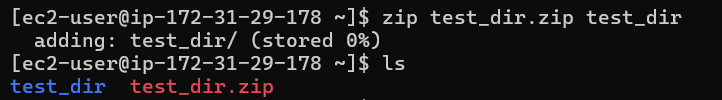 [ec2-user@ip-172-31-29-178 ~]$ zip test_dir.zip test_dir
  adding: test_dir/ (stored 0%)
[ec2-user@ip-172-31-29-178 ~]$ ls
test_dir  test_dir.zip